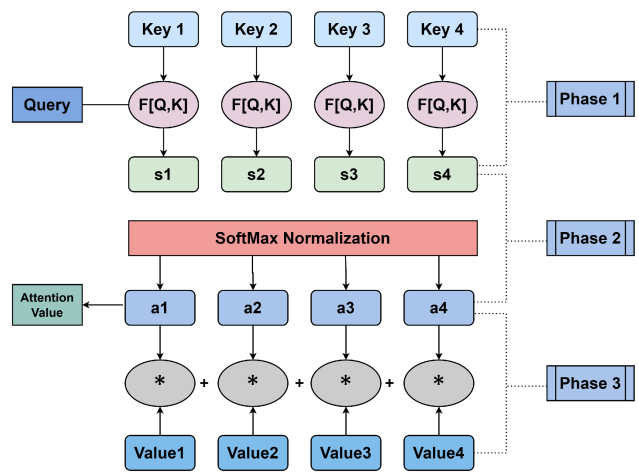 Key 1
Key 2
Key 3
Key 4
Query
F[Q,K]
F[Q,K]
F[Q,K]
F[Q,K]
Phase 1
s1
s2
s3
s4
SoftMax Normalization
Phase 2
Attention
Value
a1
a2
a3
a4
* + * + * + *
Phase 3
Value1
Value2
Value3
Value4